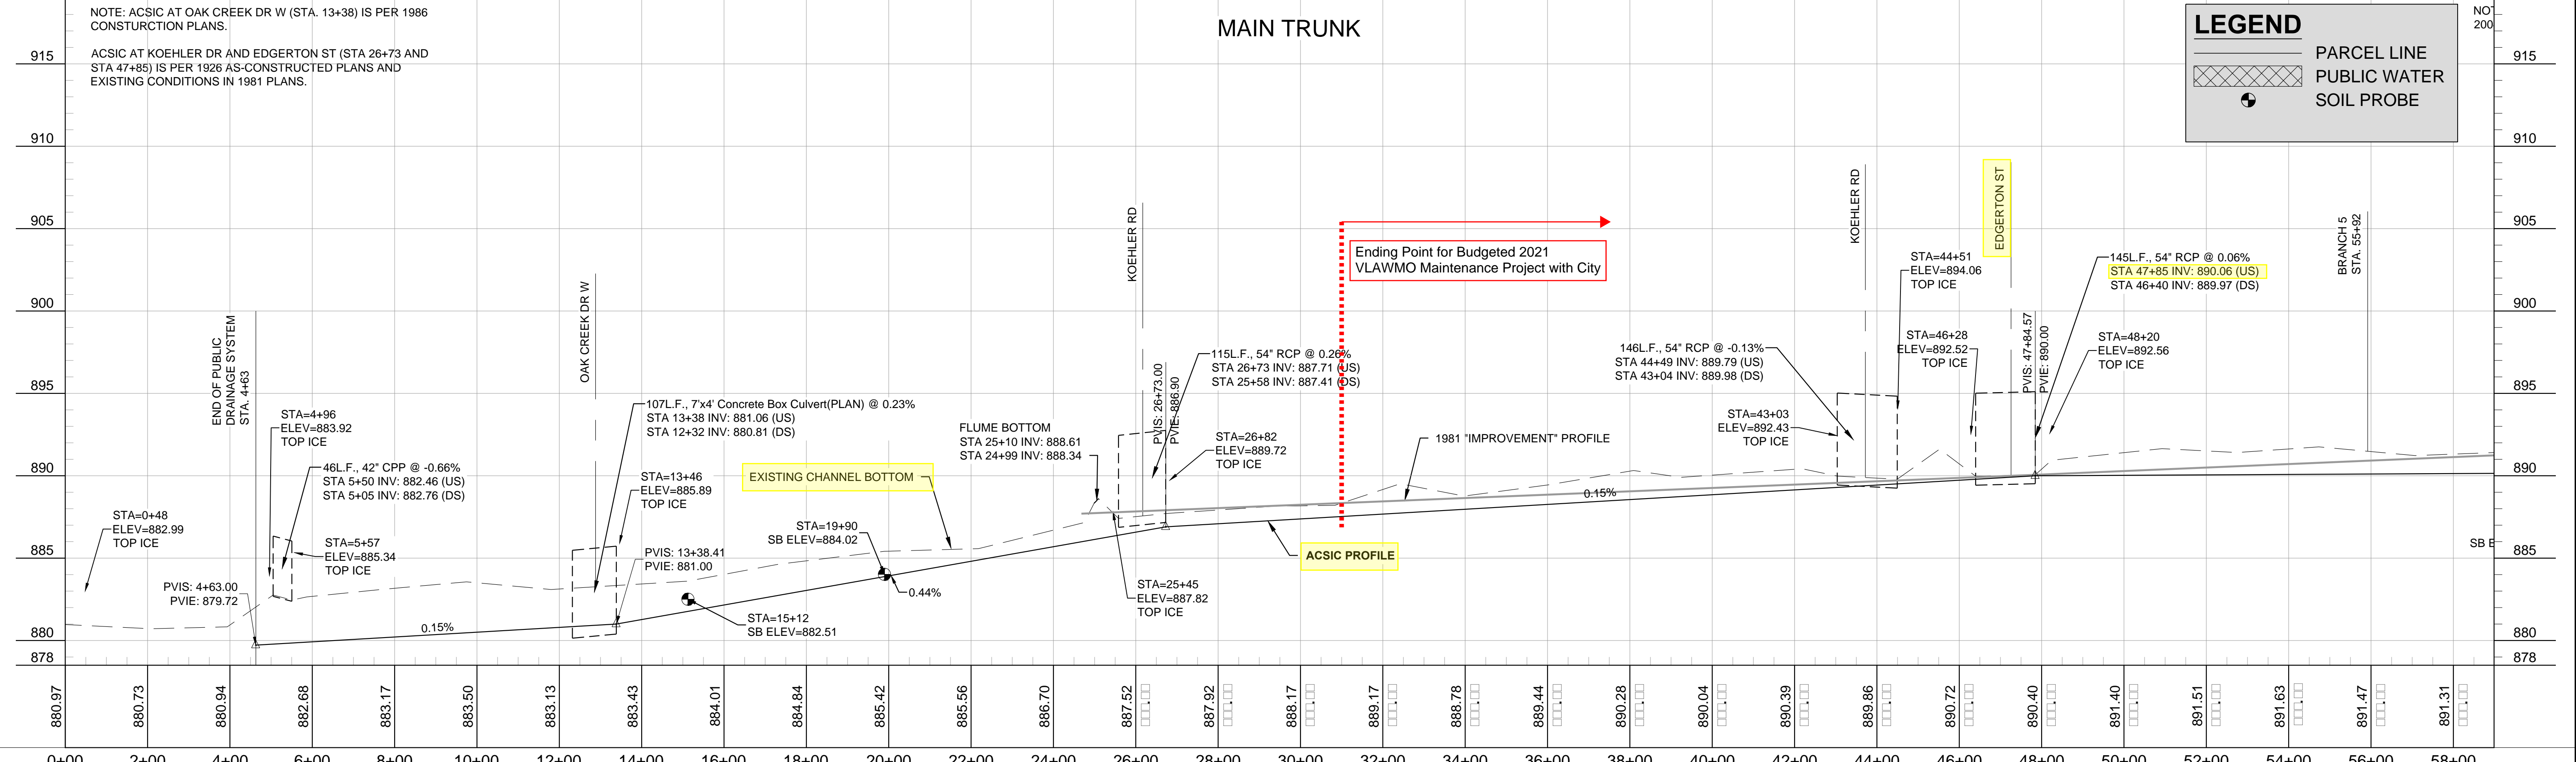 NOTE: ACSIC AT OAK CREEK DR W (STA. 13+38) IS PER 1986
CONSTURCTION PLANS.
ACSIC AT KOEHLER DR AND EDGERTON ST (STA 26+73 AND
STA 47+85) IS PER 1926 AS-CONSTRUCTED PLANS AND
EXISTING CONDITIONS IN 1981 PLANS.
MAIN TRUNK
LEGEND
PARCEL LINE
PUBLIC WATER
SOIL PROBE
NOT
200
915
910
905
900
895
890
885
880
878
915
910
905
900
895
890
885
880
878
END OF PUBLIC
DRAINAGE SYSTEM
STA. 4+63
STA=0+48
ELEV=882.99
TOP ICE
STA=4+96
ELEV=883.92
TOP ICE
46L.F., 42" CPP @ -0.66%
STA 5+50 INV: 882.46 (US)
STA 5+05 INV: 882.76 (DS)
STA=5+57
ELEV=885.34
TOP ICE
PVIS: 4+63.00
PVIE: 879.72
0.15%
OAK CREEK DR W
107L.F., 7'x4' Concrete Box Culvert(PLAN) @ 0.23%
STA 13+38 INV: 881.06 (US)
STA 12+32 INV: 880.81 (DS)
STA=13+46
ELEV=885.89
TOP ICE
PVIS: 13+38.41
PVIE: 881.00
EXISTING CHANNEL BOTTOM
STA=19+90
SB ELEV=884.02
STA=15+12
SB ELEV=882.51
0.44%
FLUME BOTTOM
STA 25+10 INV: 888.61
STA 24+99 INV: 888.34
KOEHLER RD
115L.F., 54" RCP @ 0.26%
STA 26+73 INV: 887.71 (US)
STA 25+58 INV: 887.41 (DS)
PVIS: 26+73.00
PVIE: 886.90
STA=26+82
ELEV=889.72
TOP ICE
STA=25+45
ELEV=887.82
TOP ICE
Ending Point for Budgeted 2021
VLAWMO Maintenance Project with City
1981 "IMPROVEMENT" PROFILE
ACSIC PROFILE
0.15%
KOEHLER RD
146L.F., 54" RCP @ -0.13%
STA 44+49 INV: 889.79 (US)
STA 43+04 INV: 889.98 (DS)
STA=43+03
ELEV=892.43
TOP ICE
STA=44+51
ELEV=894.06
TOP ICE
EDGERTON ST
STA=46+28
ELEV=892.52
TOP ICE
PVIS: 47+84.57
PVIE: 890.00
145L.F., 54" RCP @ 0.06%
STA 47+85 INV: 890.06 (US)
STA 46+40 INV: 889.97 (DS)
STA=48+20
ELEV=892.56
TOP ICE
BRANCH 5
STA. 55+92
SB E
880.97
880.73
880.94
882.68
883.17
883.50
883.13
883.43
884.01
884.84
885.42
885.56
886.70
887.52
887.92
888.17
889.17
888.78
889.44
890.28
890.04
890.39
889.86
890.72
890.40
891.40
891.51
891.63
891.47
891.31
0+00 2+00 4+00 6+00 8+00 10+00 12+00 14+00 16+00 18+00 20+00 22+00 24+00 26+00 28+00 30+00 32+00 34+00 36+00 38+00 40+00 42+00 44+00 46+00 48+00 50+00 52+00 54+00 56+00 58+00